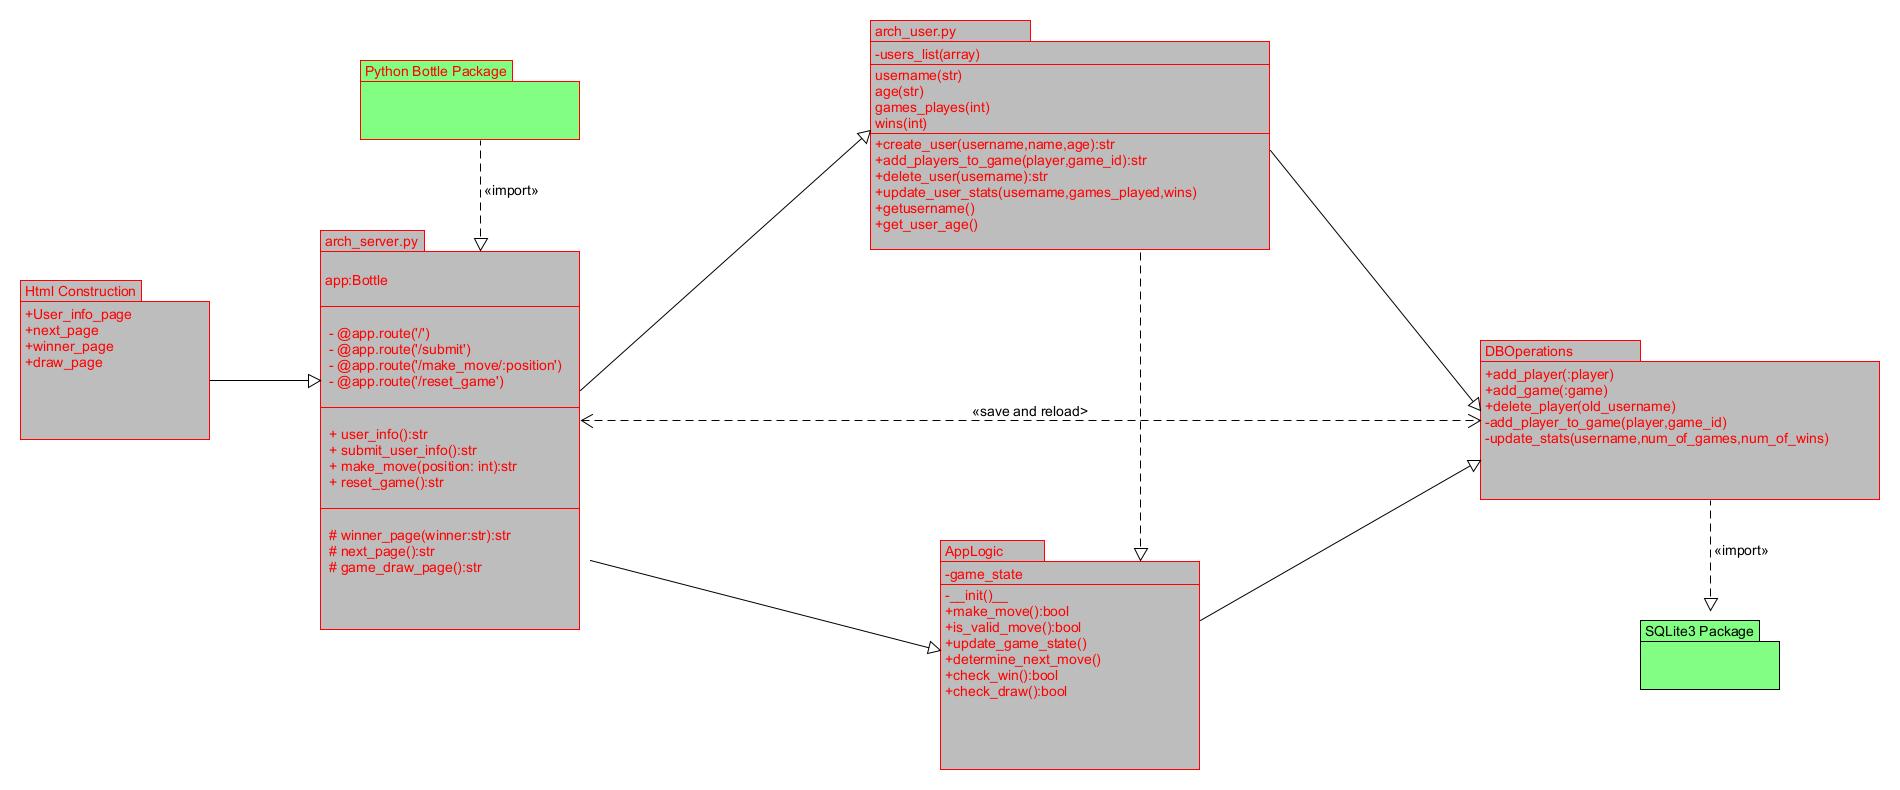 Python Bottle Package
«import»
arch_server.py
app:Bottle
- @app.route('/')
- @app.route('/submit')
- @app.route('/make_move/:position')
- @app.route('/reset_game')
+ user_info():str
+ submit_user_info():str
+ make_move(position: int):str
+ reset_game():str
# winner_page(winner:str):str
# next_page():str
# game_draw_page():str
Html Construction
+User_info_page
+next_page
+winner_page
+draw_page
arch_user.py
-users_list(array)
username(str)
age(str)
games_playes(int)
wins(int)
+create_user(username,name,age):str
+add_players_to_game(player,game_id):str
+delete_user(username):str
+update_user_stats(username,games_played,wins)
+getusername()
+get_user_age()
«save and reload>
AppLogic
-game_state
-__init()__
+make_move():bool
+is_valid_move():bool
+update_game_state()
+determine_next_move()
+check_win():bool
+check_draw():bool
DBOperations
+add_player(:player)
+add_game(:game)
+delete_player(old_username)
-add_player_to_game(player,game_id)
-update_stats(username,num_of_games,num_of_wins)
«import»
SQLite3 Package